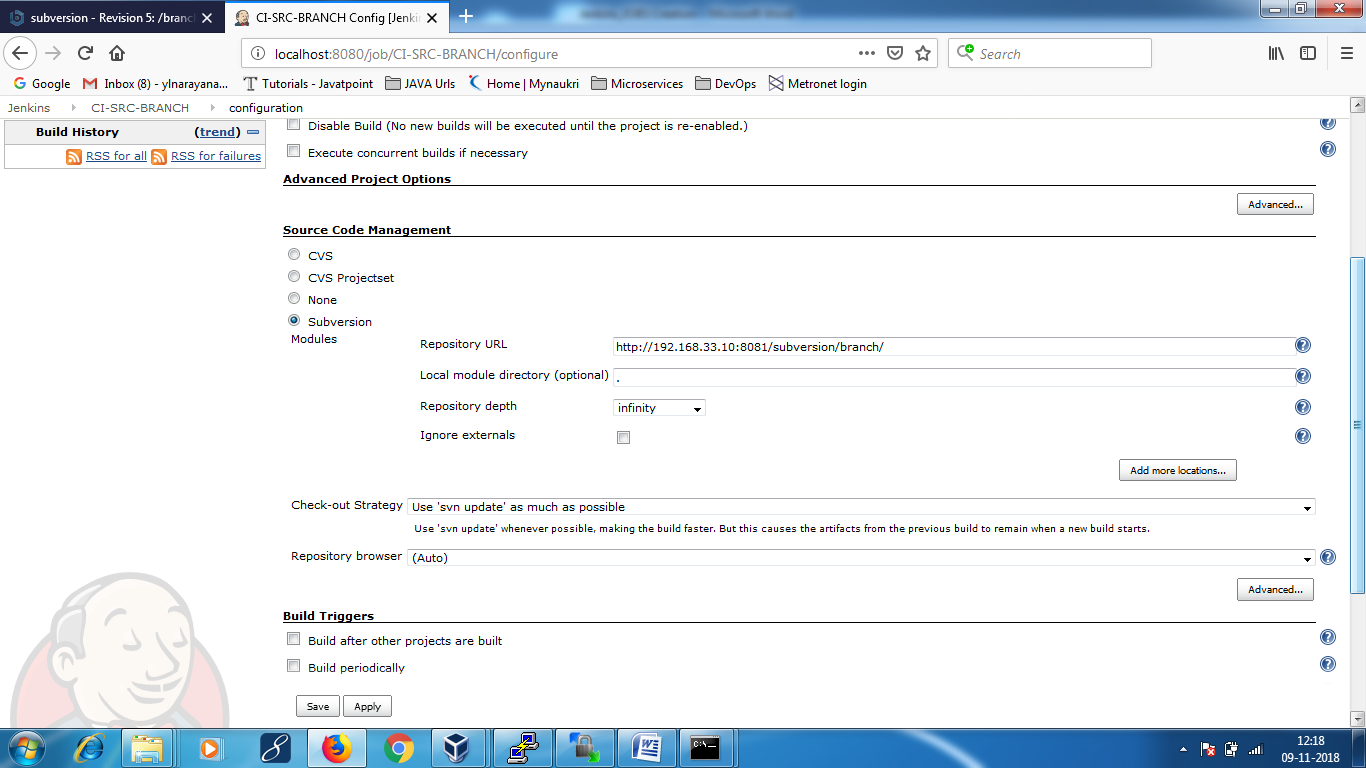 subversion - Revision 5: /branc
CI-SRC-BRANCH Config [Jenki
localhost:8080/job/CI-SRC-BRANCH/configure
Search
Google
Inbox (8) - ylnarayana...
Tutorials - Javatpoint
JAVA Urls
Home | Mynaukri
Microservices
DevOps
Metronet login
Jenkins
CI-SRC-BRANCH
configuration
Build History
(trend)
RSS for all
RSS for failures
Disable Build (No new builds will be executed until the project is re-enabled.)
Execute concurrent builds if necessary
Advanced Project Options
Advanced...
Source Code Management
CVS
CVS Projectset
None
Subversion
Modules
Repository URL
http://192.168.33.10:8081/subversion/branch/
Local module directory (optional)
.
Repository depth
infinity
Ignore externals
Add more locations...
Check-out Strategy
Use 'svn update' as much as possible
Use 'svn update' whenever possible, making the build faster. But this causes the artifacts from the previous build to remain when a new build starts.
Repository browser
(Auto)
Advanced...
Build Triggers
Build after other projects are built
Build periodically
Save
Apply
12:18
09-11-2018